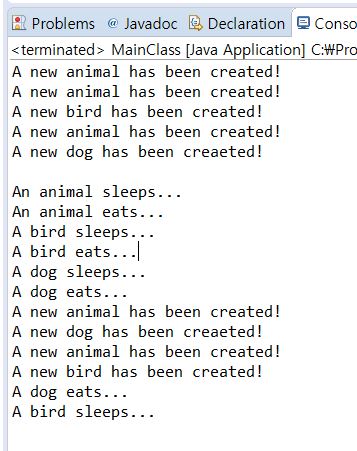 Problems @ Javadoc Declaration Conso
<terminated> MainClass [Java Application] C:₩Pro
A new animal has been created!
A new animal has been created!
A new bird has been created!
A new animal has been created!
A new dog has been creaeted!
An animal sleeps...
An animal eats...
A bird sleeps...
A bird eats...
A dog sleeps...
A dog eats...
A new animal has been created!
A new dog has been creaeted!
A new animal has been created!
A new bird has been created!
A dog eats...
A bird sleeps...